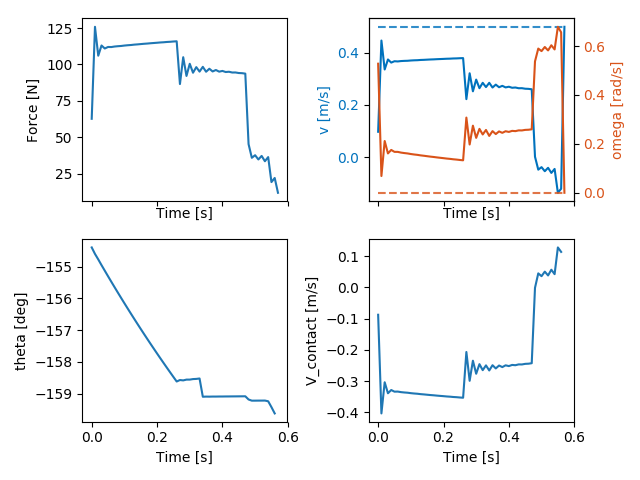 Force [N]
125
100
75
50
25
Time [s]
v [m/s]
0.4
0.2
0.0
omega [rad/s]
0.6
0.4
0.2
0.0
Time [s]
theta [deg]
−155
−156
−157
−158
−159
0.0 0.2 0.4 0.6
Time [s]
V_contact [m/s]
0.1
0.0
−0.1
−0.2
−0.3
−0.4
0.0 0.2 0.4 0.6
Time [s]